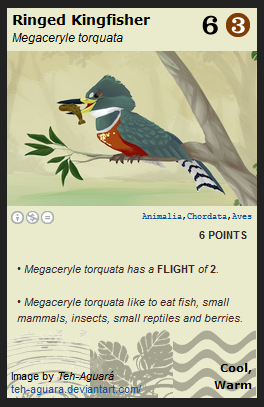 Ringed Kingfisher 6 3
Megaceryle torquata
Animalia,Chordata,Aves
6 POINTS
• Megaceryle torquata has a FLIGHT of 2.
• Megaceryle torquata like to eat fish, small
mammals, insects, small reptiles and berries.
Image by Teh-Aguará
teh-aguara.deviantart.com/
Cool,
Warm